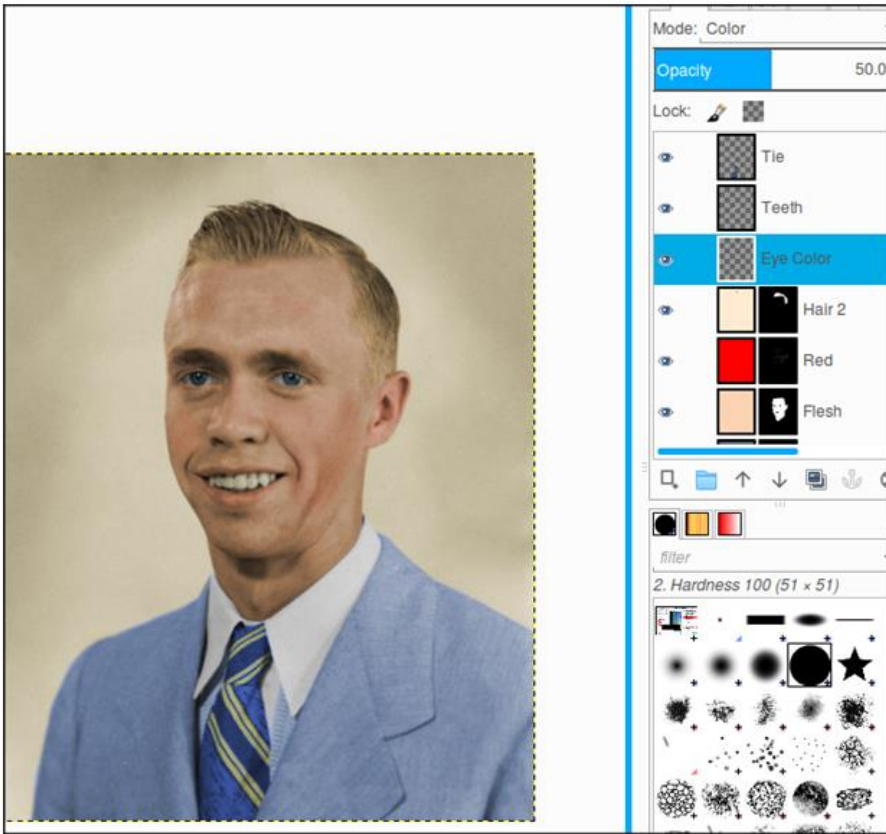 Mode: Color
Opacity 50.0
Lock:
Tie
Teeth
Eye Color
Hair 2
Red
Flesh
filter
2. Hardness 100 (51 × 51)